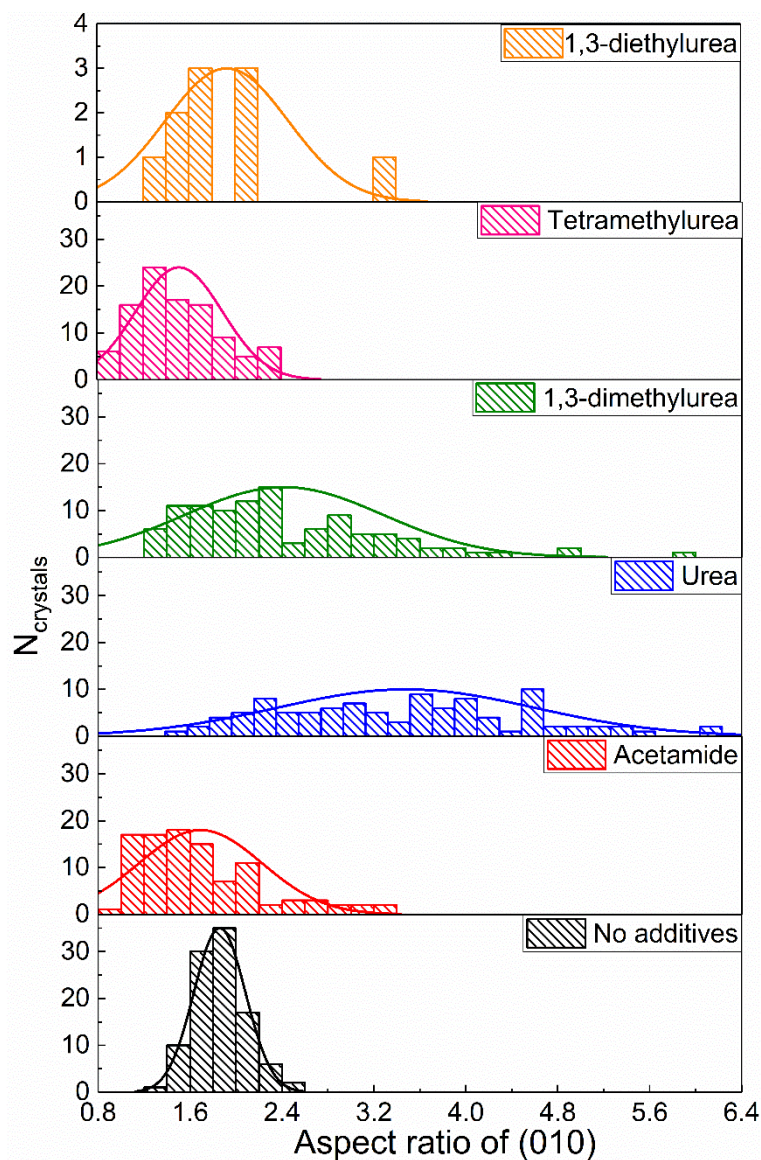 4
3
2
1
0
1,3-diethylurea
30
20
10
0
Tetramethylurea
30
20
10
0
1,3-dimethylurea
30
20
10
0
Urea
30
20
10
0
Acetamide
30
20
10
0
No additives
0.8 1.6 2.4 3.2 4.0 4.8 5.6 6.4
Aspect ratio of (010)
N_crystals